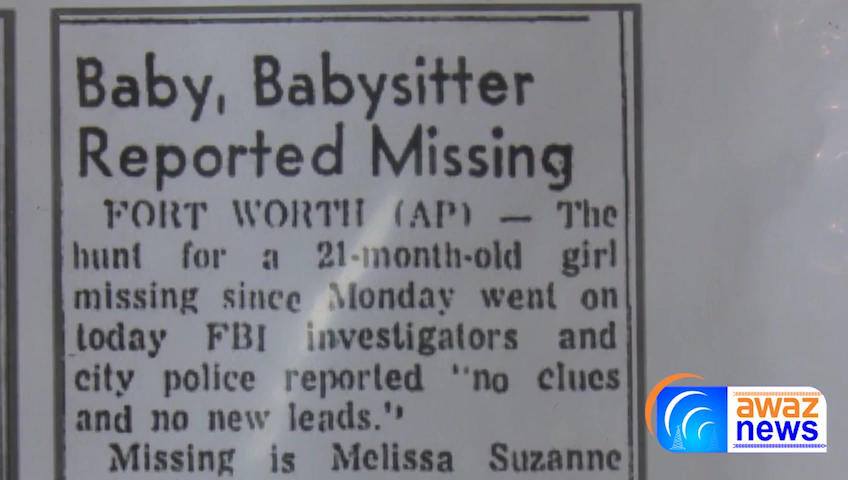 Baby, Babysitter
Reported Missing
FORT WORTH (AP) — The
hunt for a 21-month-old girl
missing since Monday went on
today FBI investigators and
city police reported "no clues
and no new leads."
Missing is Melissa Suzanne
awaz
news